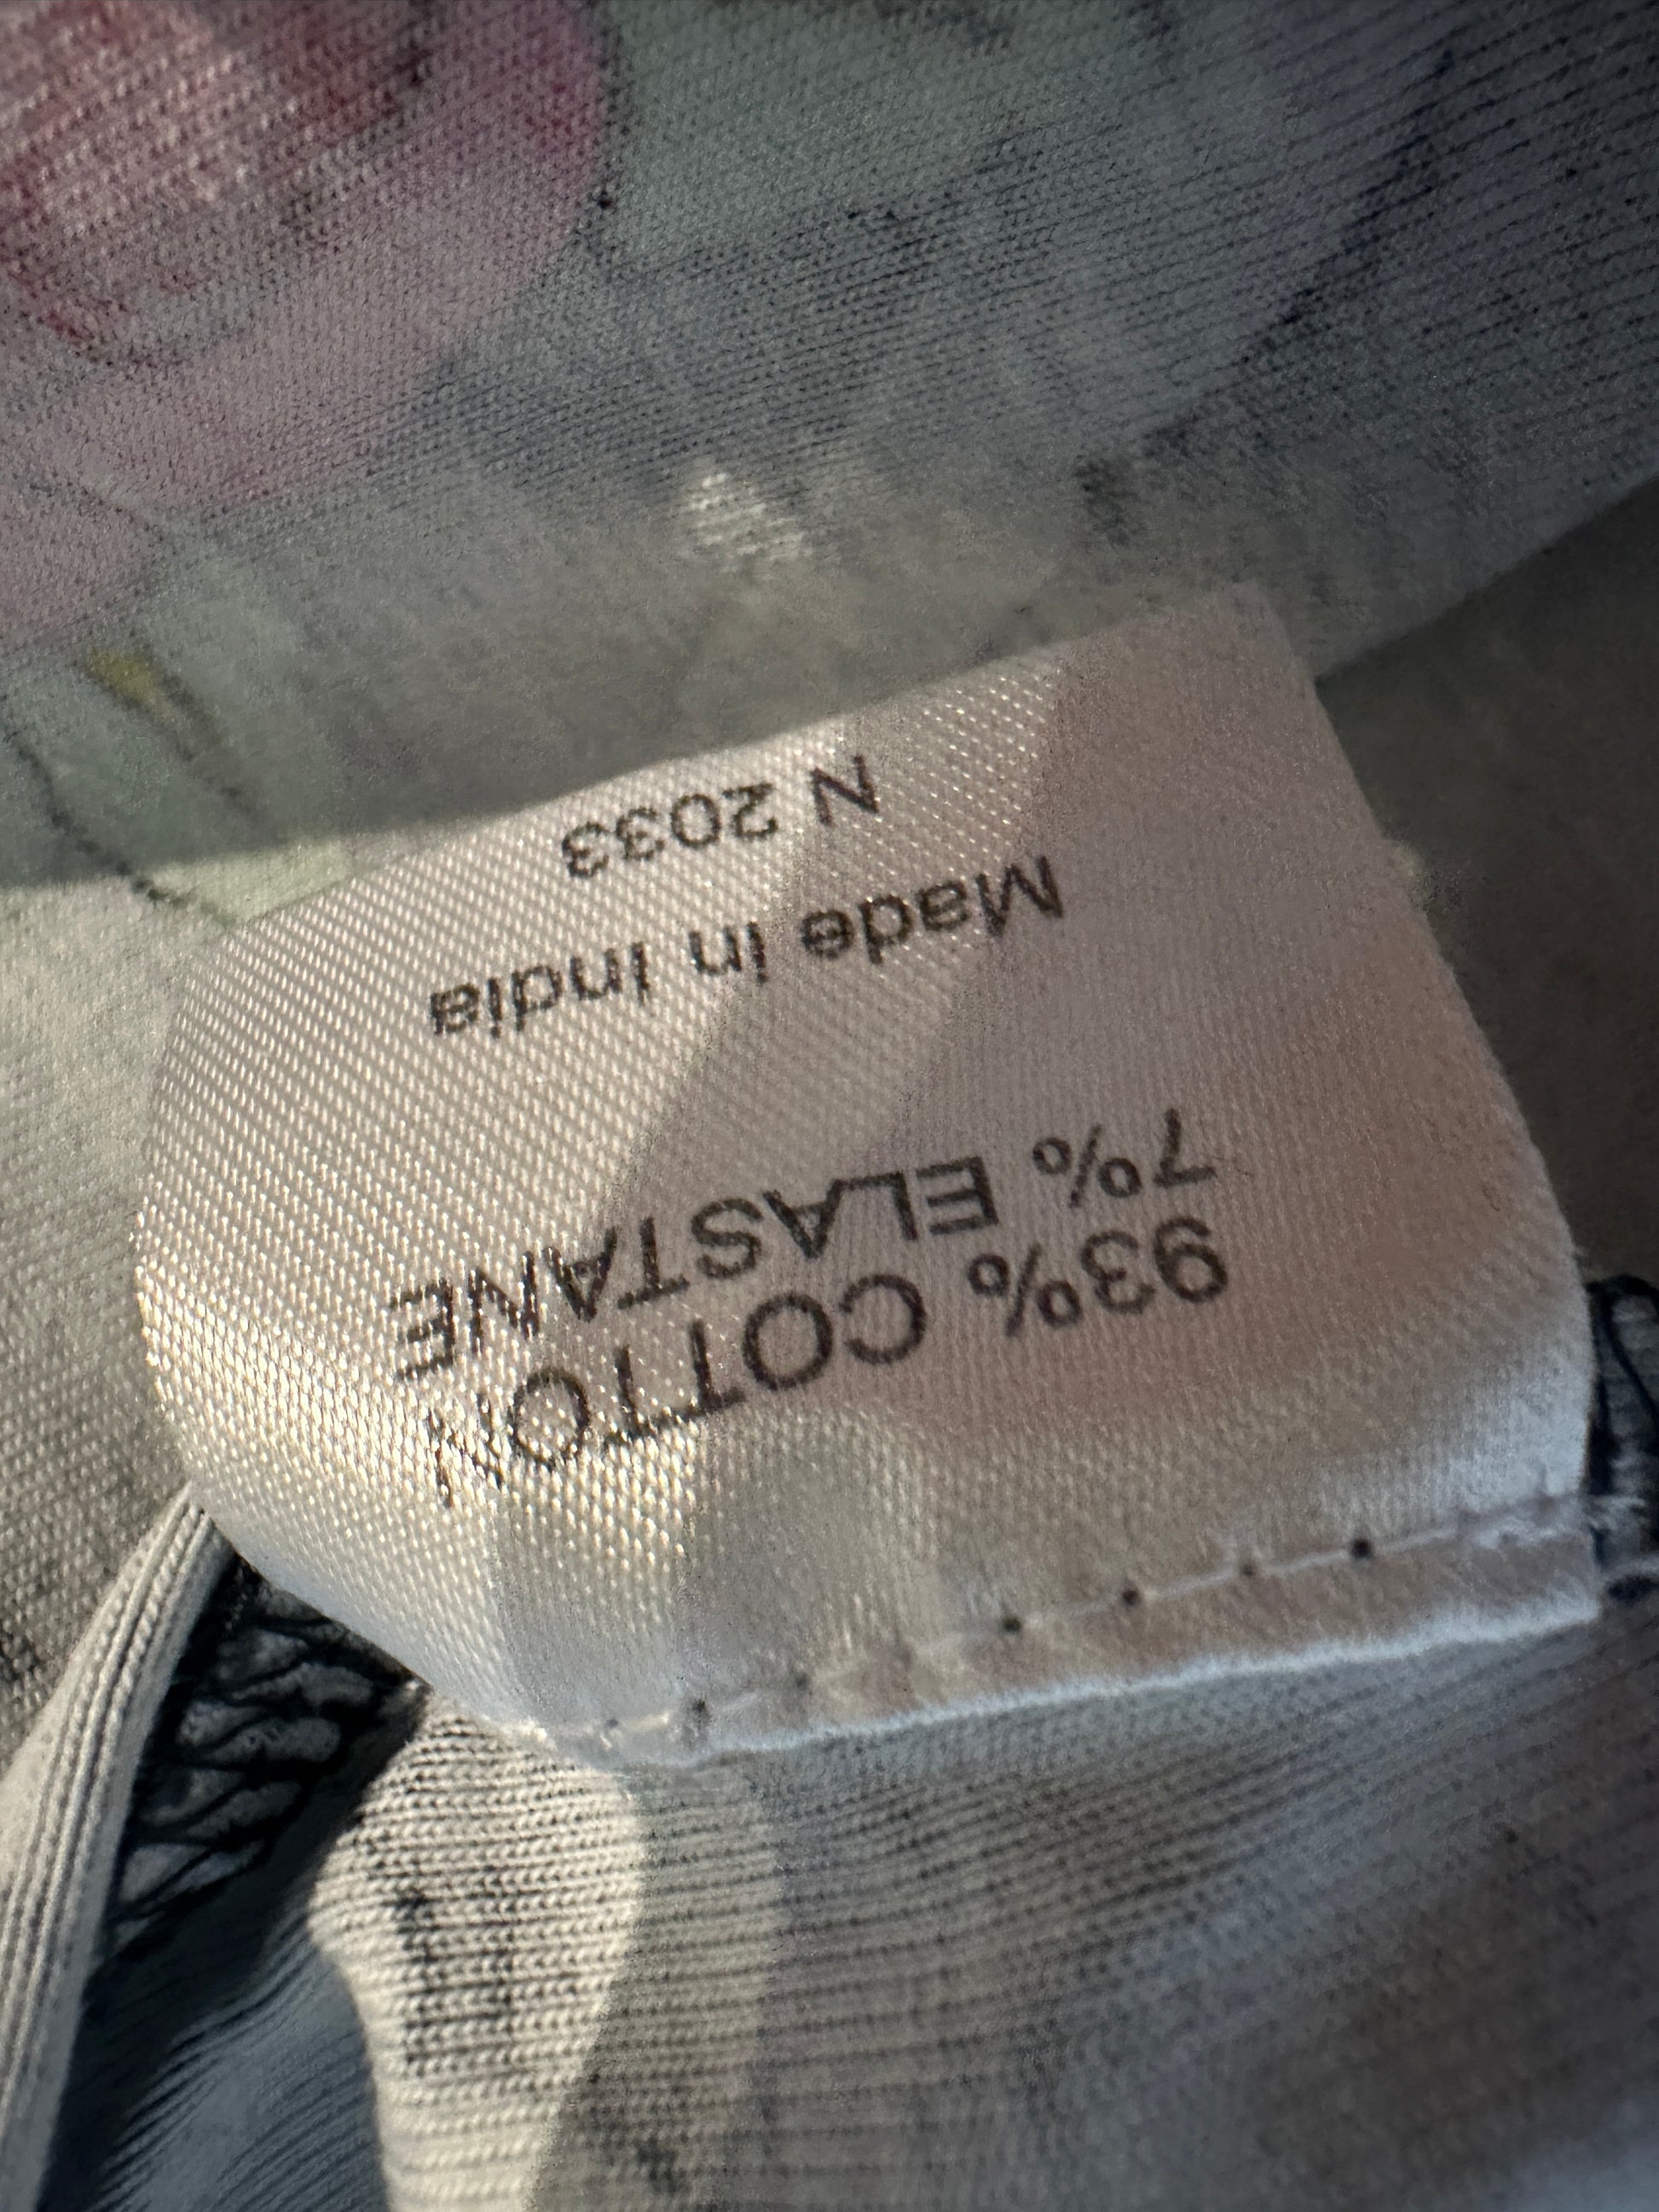 93% COTTON
7% ELASTANE
Made in India
N 2033